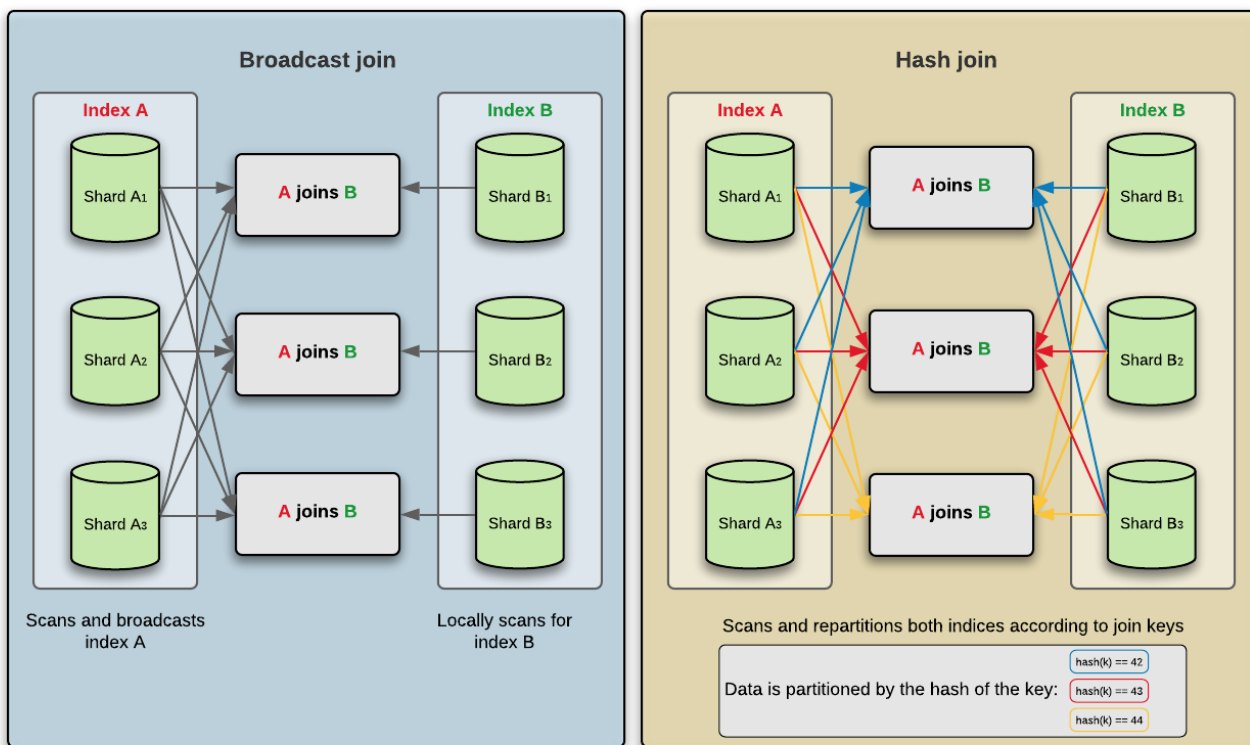 Broadcast join
Index A
Index B
Shard A1
A joins B
Shard B1
Shard A2
A joins B
Shard B2
Shard A3
A joins B
Shard B3
Scans and broadcasts
index A
Locally scans for
index B
Hash join
Index A
Index B
Shard A1
A joins B
Shard B1
Shard A2
A joins B
Shard B2
Shard A3
A joins B
Shard B3
Scans and repartitions both indices according to join keys
Data is partitioned by the hash of the key:
hash(k) == 42
hash(k) == 43
hash(k) == 44